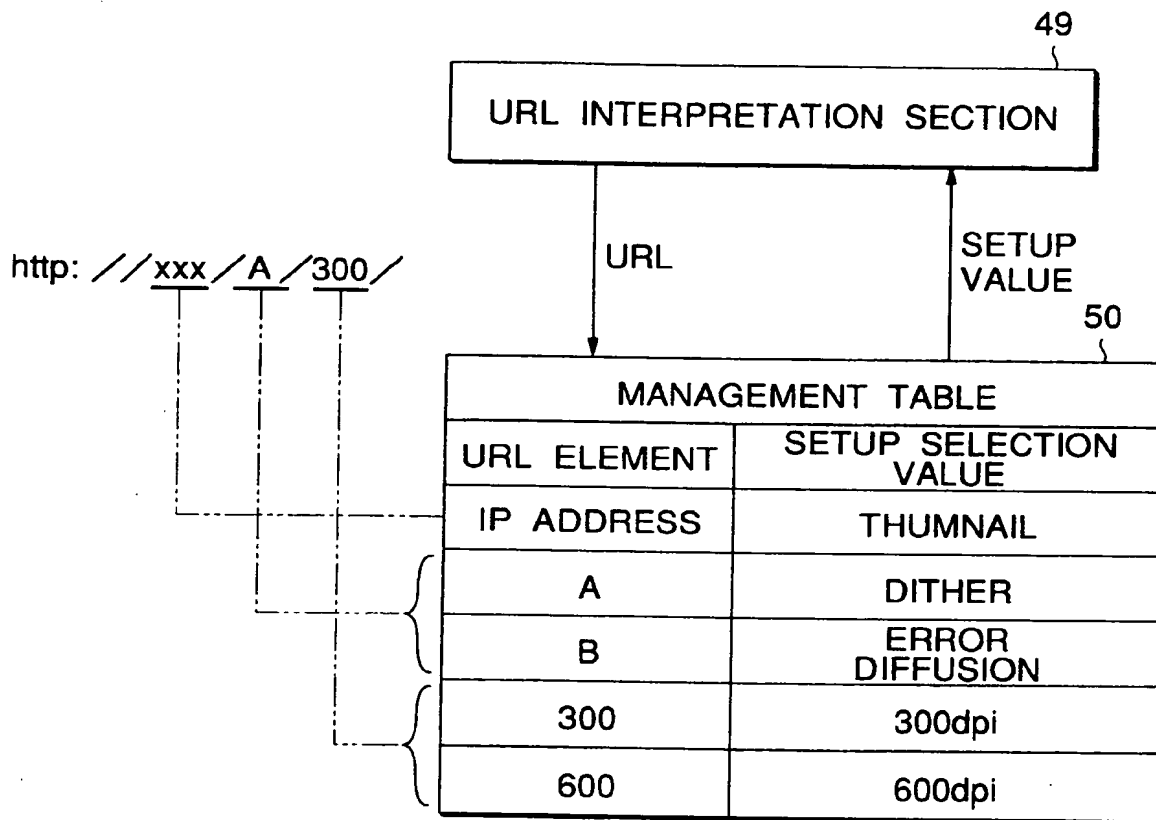 49
URL INTERPRETATION SECTION
http: //xxx/A/300/
URL
SETUP
VALUE
50
MANAGEMENT TABLE
URL ELEMENT
SETUP SELECTION
VALUE
IP ADDRESS
THUMNAIL
A
DITHER
B
ERROR
DIFFUSION
300
300dpi
600
600dpi